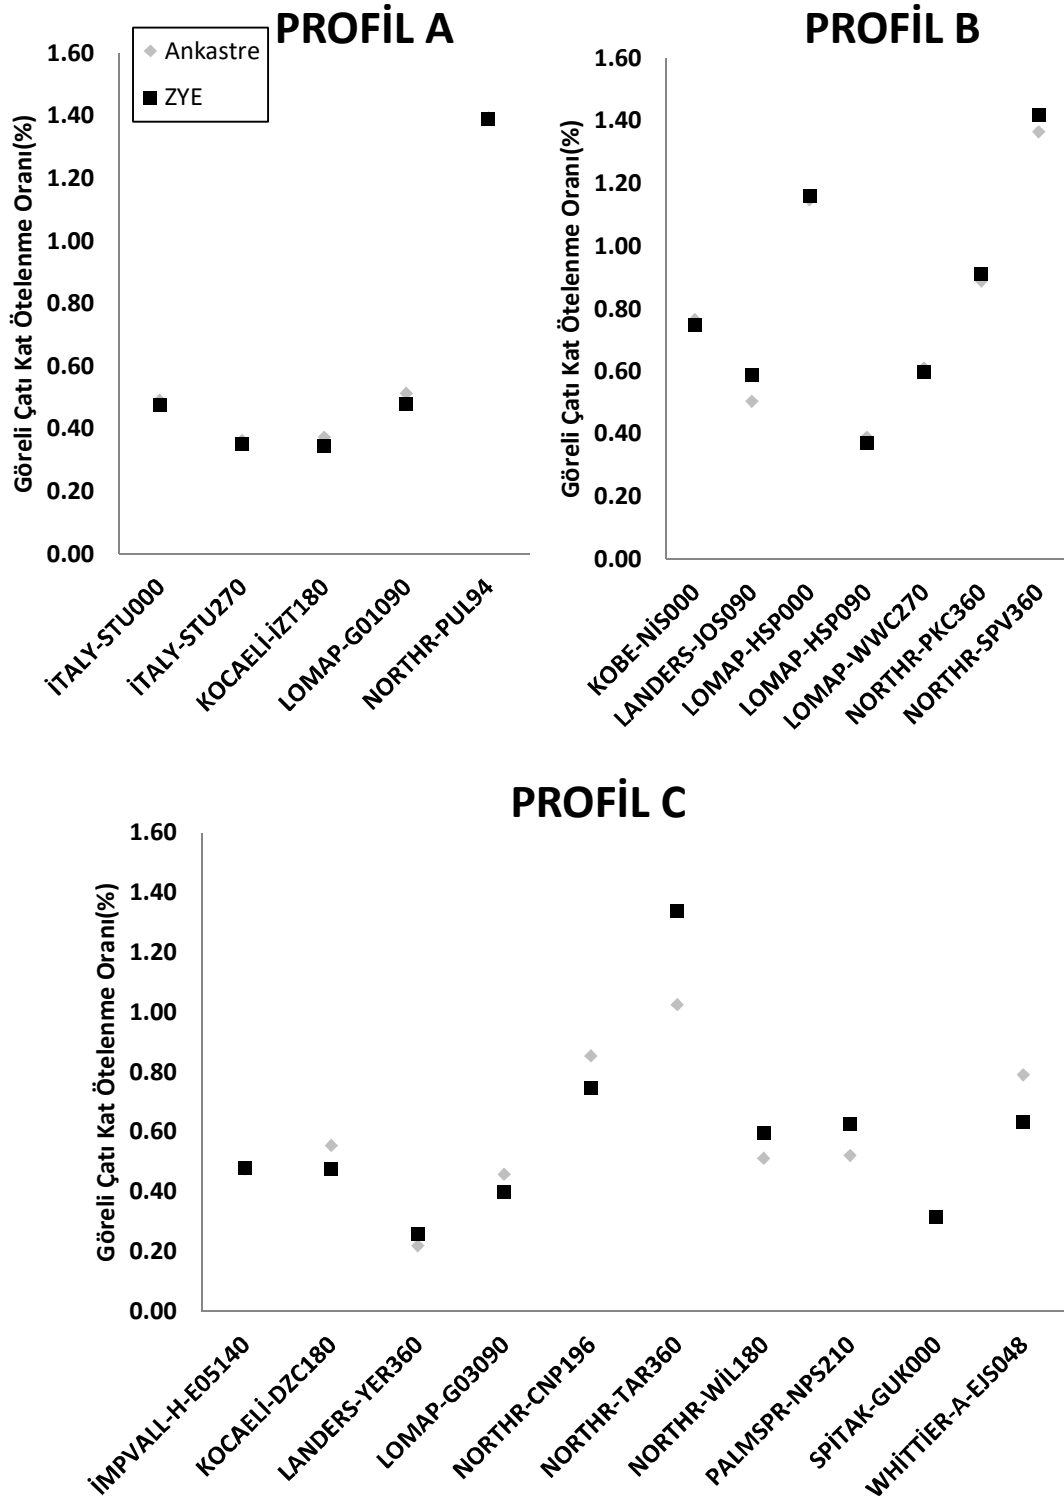 PROFİL A
Ankastre
ZYE
Göreli Çatı Kat Ötelenme Oranı(%)
1.60
1.40
1.20
1.00
0.80
0.60
0.40
0.20
0.00
İTALY-STU000
İTALY-STU270
KOCAELİ-İZT180
LOMAP-G01090
NORTHR-PUL94
PROFİL B
Göreli Çatı Kat Ötelenme Oranı(%)
1.60
1.40
1.20
1.00
0.80
0.60
0.40
0.20
0.00
KOBE-NİS000
LANDERS-JOS090
LOMAP-HSP000
LOMAP-HSP090
LOMAP-WWC270
NORTHR-PKC360
NORTHR-SPV360
PROFİL C
Göreli Çatı Kat Ötelenme Oranı(%)
1.60
1.40
1.20
1.00
0.80
0.60
0.40
0.20
0.00
İMPVALL-H-E05140
KOCAELİ-DZC180
LANDERS-YER360
LOMAP-G03090
NORTHR-CNP196
NORTHR-TAR360
NORTHR-WİL180
PALMSPR-NPS210
SPİTAK-GUK000
WHİTTİER-A-EJS048